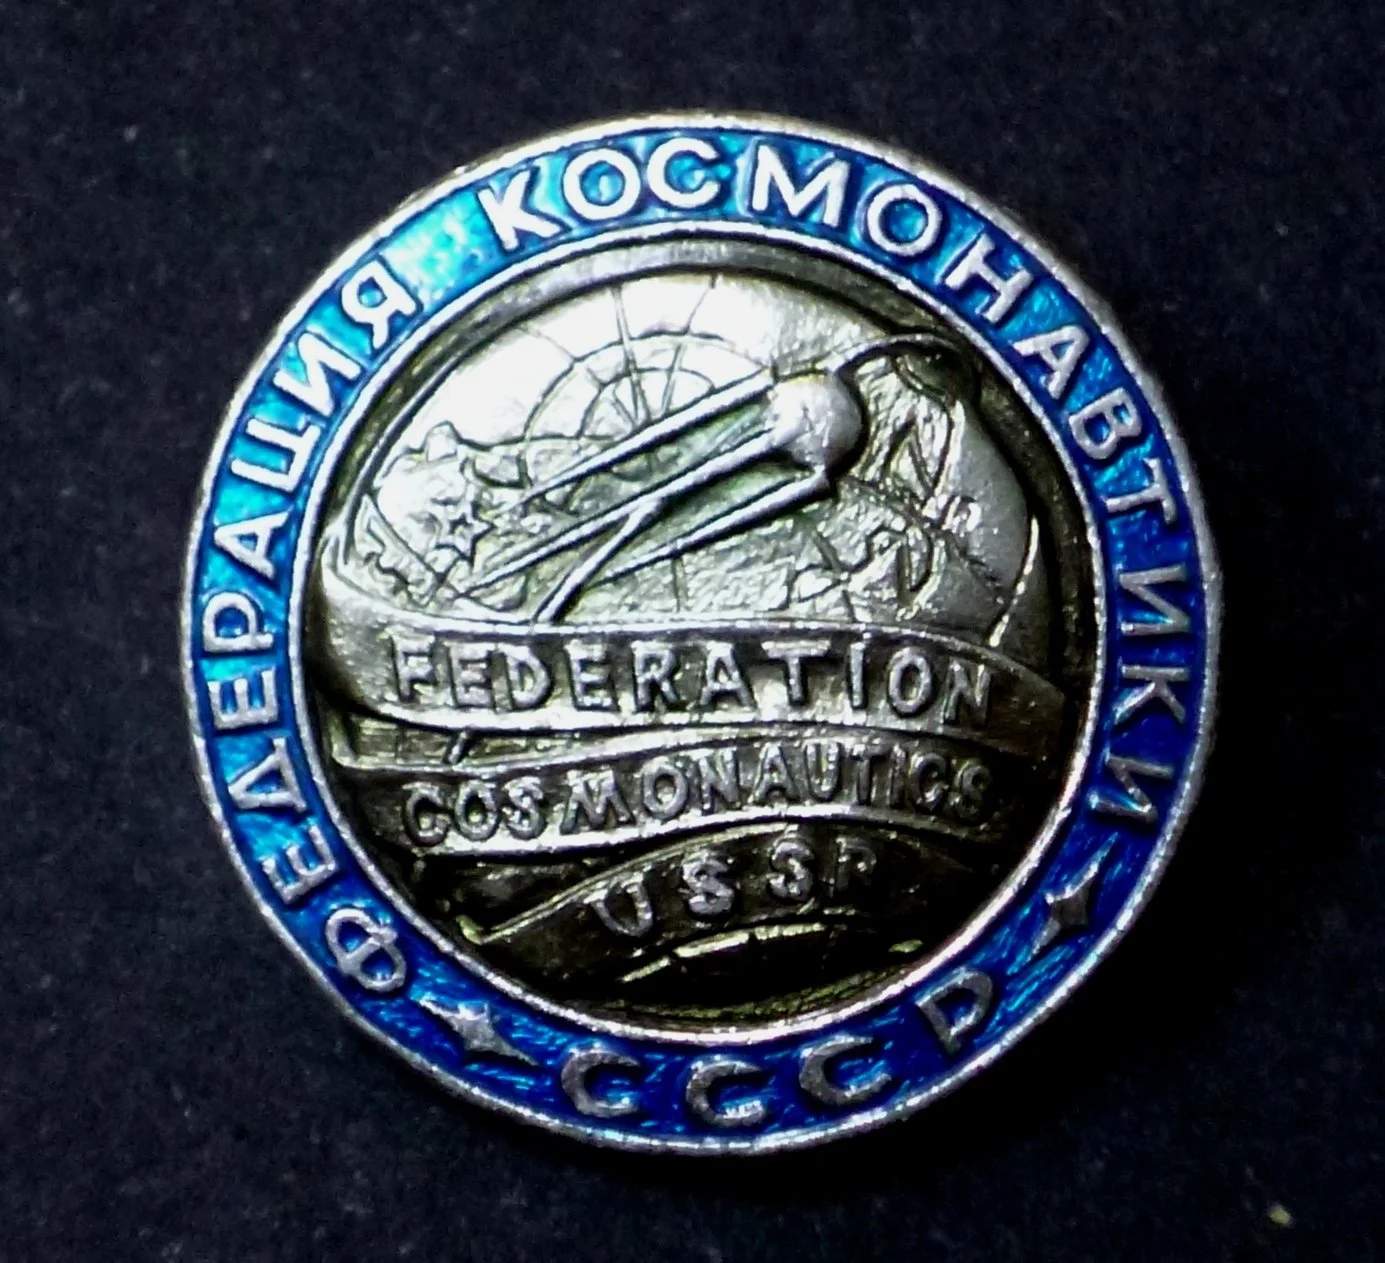 ФЕДЕРАЦИЯ КОСМОНАВТИКИ
СССР
FEDERATION
COSMONAUTICS
USSR